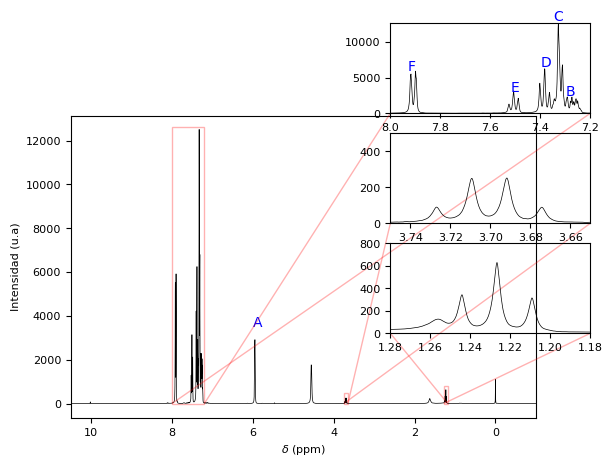 C
F
D
E
B
10000
5000
0
8.0 7.8 7.6 7.4 7.2
400
200
0
3.74 3.72 3.70 3.68 3.66
800
600
400
200
0
1.28 1.26 1.24 1.22 1.20 1.18
A
12000
10000
8000
6000
4000
2000
0
Intensidad (u.a)
10 8 6 4 2 0
δ (ppm)